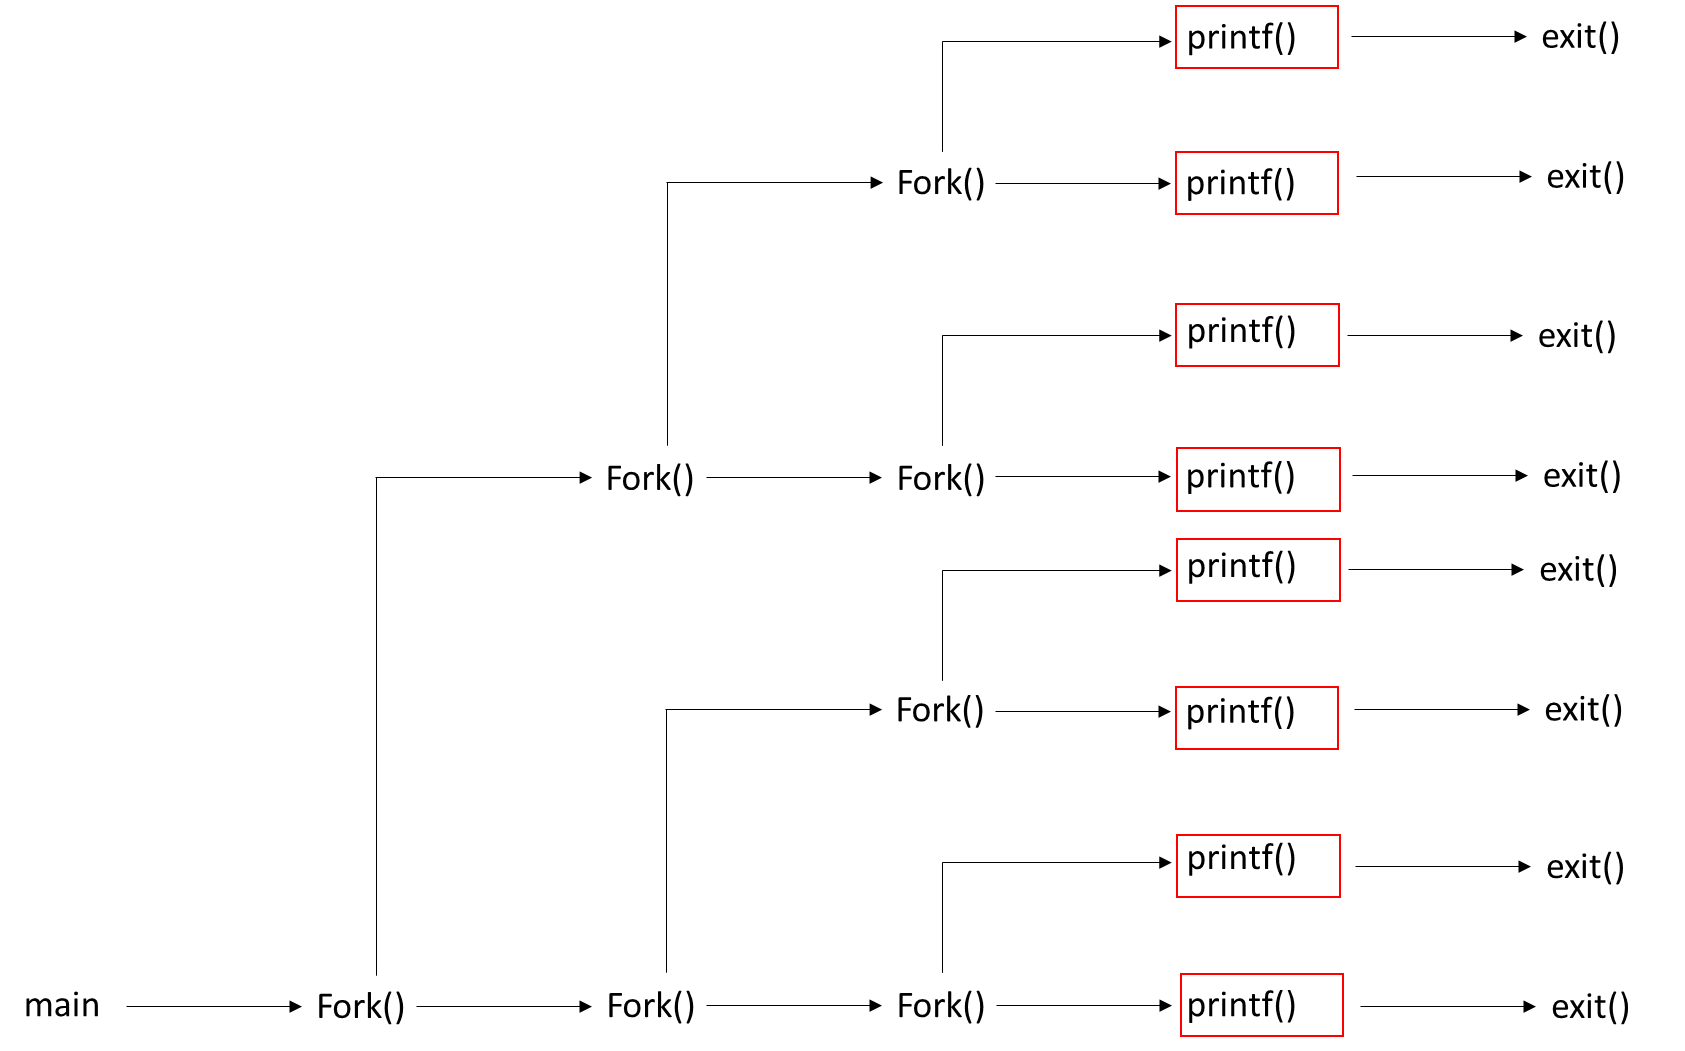 printf() exit()
Fork() printf() exit()
printf() exit()
Fork() Fork() printf() exit()
printf() exit()
Fork() printf() exit()
printf() exit()
main Fork() Fork() Fork() printf() exit()